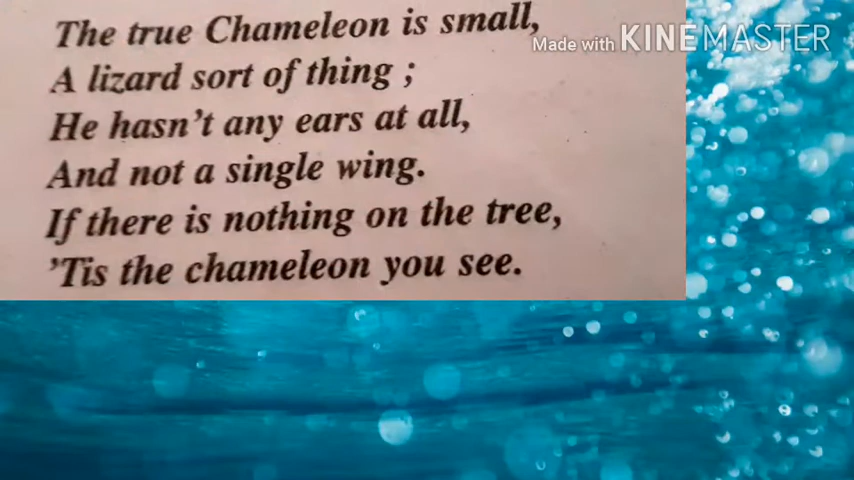 The true Chameleon is small,
Made with KINEMASTER
A lizard sort of thing ;
He hasn't any ears at all,
And not a single wing.
If there is nothing on the tree,
'Tis the chameleon you see.